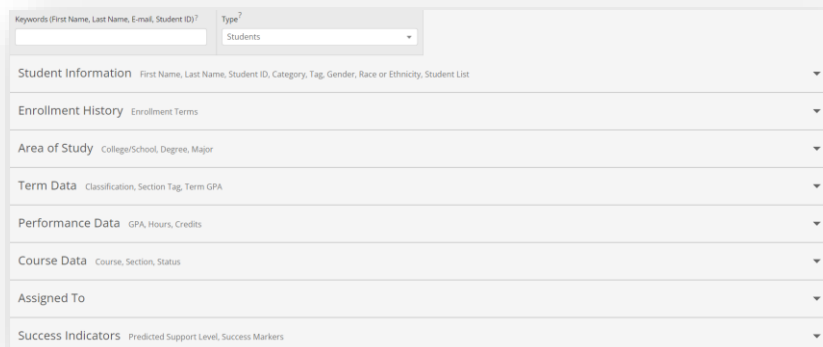 Keywords (First Name, Last Name, E-mail, Student ID)?
Type?
Students
Student Information First Name, Last Name, Student ID, Category, Tag, Gender, Race or Ethnicity, Student List
Enrollment History Enrollment Terms
Area of Study College/School, Degree, Major
Term Data Classification, Section Tag, Term GPA
Performance Data GPA, Hours, Credits
Course Data Course, Section, Status
Assigned To
Success Indicators Predicted Support Level, Success Markers